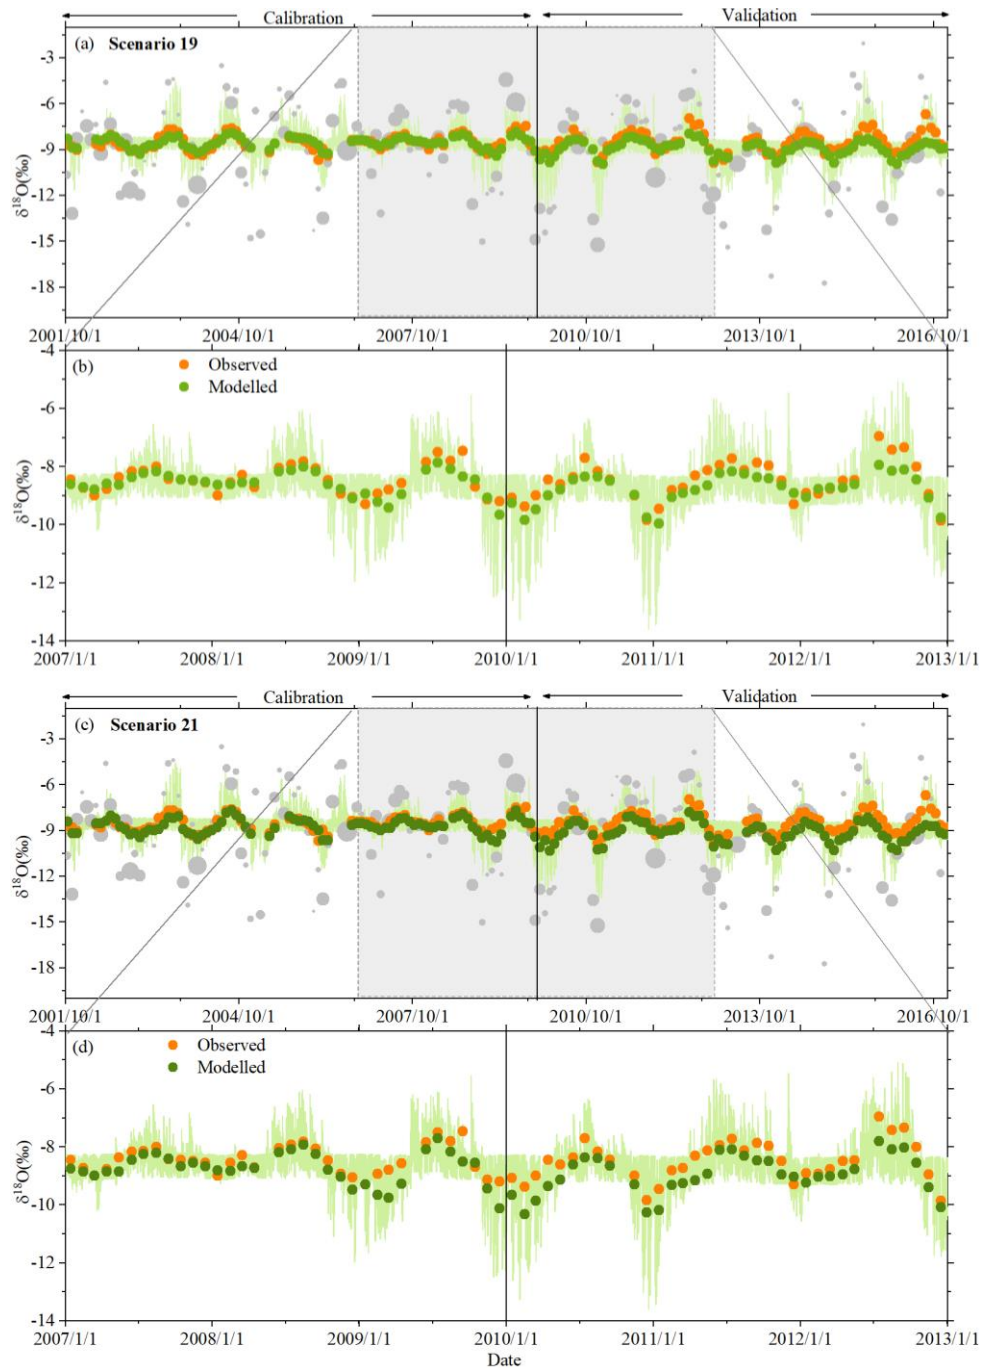 Calibration Validation
(a) Scenario 19
-3
-6
-9
-12
-15
-18
δ¹⁸O(‰)
2001/10/1 2004/10/1 2007/10/1 2010/10/1 2013/10/1 2016/10/1
-4
(b) Observed
Modelled
-6
-8
-10
-12
-14
δ¹⁸O(‰)
2007/1/1 2008/1/1 2009/1/1 2010/1/1 2011/1/1 2012/1/1 2013/1/1
Calibration Validation
(c) Scenario 21
-3
-6
-9
-12
-15
-18
δ¹⁸O(‰)
2001/10/1 2004/10/1 2007/10/1 2010/10/1 2013/10/1 2016/10/1
-4
(d) Observed
Modelled
-6
-8
-10
-12
-14
δ¹⁸O(‰)
2007/1/1 2008/1/1 2009/1/1 2010/1/1 2011/1/1 2012/1/1 2013/1/1
Date